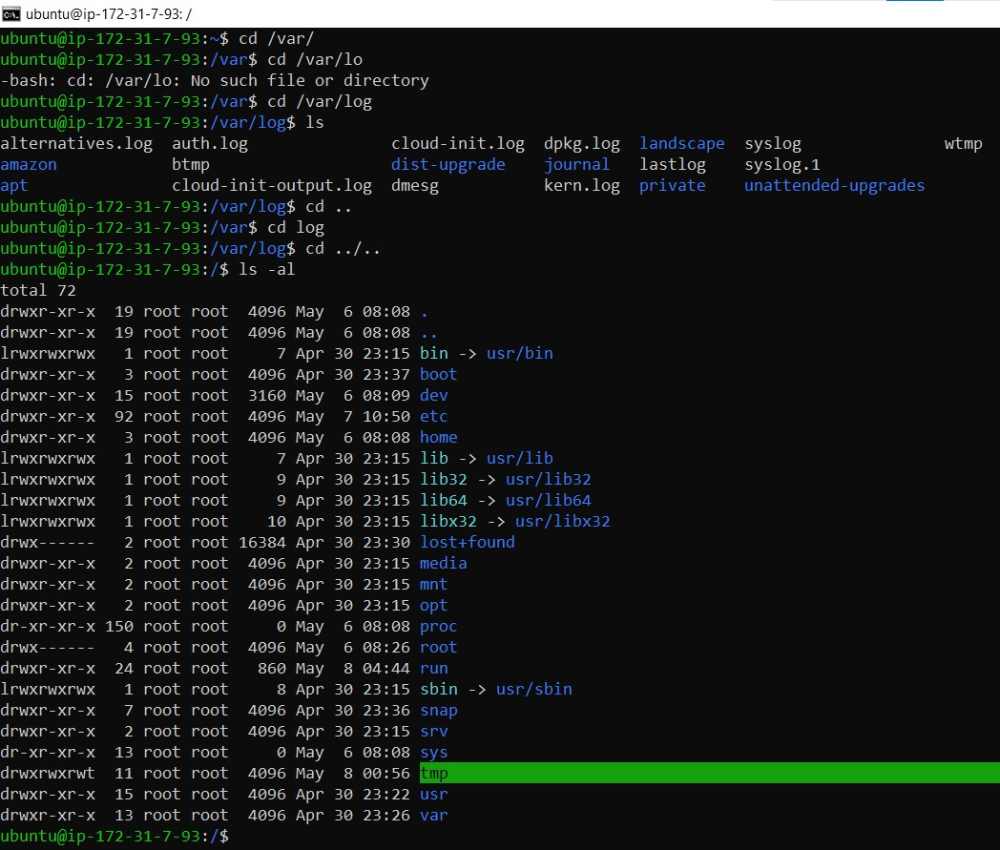 ubuntu@ip-172-31-7-93: /
ubuntu@ip-172-31-7-93:~$ cd /var/
ubuntu@ip-172-31-7-93:/var$ cd /var/lo
-bash: cd: /var/lo: No such file or directory
ubuntu@ip-172-31-7-93:/var$ cd /var/log
ubuntu@ip-172-31-7-93:/var/log$ ls
alternatives.log  auth.log               cloud-init.log  dpkg.log  landscape  syslog               wtmp
amazon            btmp                   dist-upgrade    journal   lastlog    syslog.1
apt               cloud-init-output.log  dmesg           kern.log  private    unattended-upgrades
ubuntu@ip-172-31-7-93:/var/log$ cd ..
ubuntu@ip-172-31-7-93:/var$ cd log
ubuntu@ip-172-31-7-93:/var/log$ cd ../..
ubuntu@ip-172-31-7-93:/$ ls -al
total 72
drwxr-xr-x  19 root root  4096 May  6 08:08 .
drwxr-xr-x  19 root root  4096 May  6 08:08 ..
lrwxrwxrwx   1 root root     7 Apr 30 23:15 bin -> usr/bin
drwxr-xr-x   3 root root  4096 Apr 30 23:37 boot
drwxr-xr-x  15 root root  3160 May  6 08:09 dev
drwxr-xr-x  92 root root  4096 May  7 10:50 etc
drwxr-xr-x   3 root root  4096 May  6 08:08 home
lrwxrwxrwx   1 root root     7 Apr 30 23:15 lib -> usr/lib
lrwxrwxrwx   1 root root     9 Apr 30 23:15 lib32 -> usr/lib32
lrwxrwxrwx   1 root root     9 Apr 30 23:15 lib64 -> usr/lib64
lrwxrwxrwx   1 root root    10 Apr 30 23:15 libx32 -> usr/libx32
drwx------   2 root root 16384 Apr 30 23:30 lost+found
drwxr-xr-x   2 root root  4096 Apr 30 23:15 media
drwxr-xr-x   2 root root  4096 Apr 30 23:15 mnt
drwxr-xr-x   2 root root  4096 Apr 30 23:15 opt
dr-xr-xr-x 150 root root     0 May  6 08:08 proc
drwx------   4 root root  4096 May  6 08:26 root
drwxr-xr-x  24 root root   860 May  8 04:44 run
lrwxrwxrwx   1 root root     8 Apr 30 23:15 sbin -> usr/sbin
drwxr-xr-x   7 root root  4096 Apr 30 23:36 snap
drwxr-xr-x   2 root root  4096 Apr 30 23:15 srv
dr-xr-xr-x  13 root root     0 May  6 08:08 sys
drwxrwxrwt  11 root root  4096 May  8 00:56 tmp
drwxr-xr-x  15 root root  4096 Apr 30 23:22 usr
drwxr-xr-x  13 root root  4096 Apr 30 23:26 var
ubuntu@ip-172-31-7-93:/$